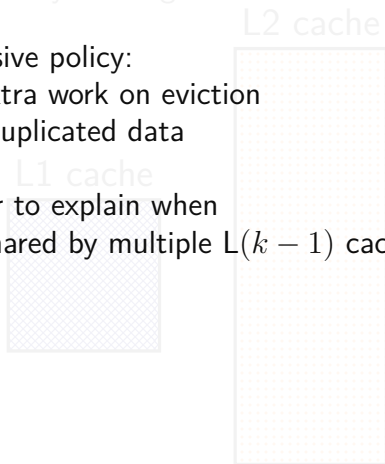 L2 cache
sive policy:
tra work on eviction
uplicated data
L1 cache
r to explain when
hared by multiple L(k − 1) cac